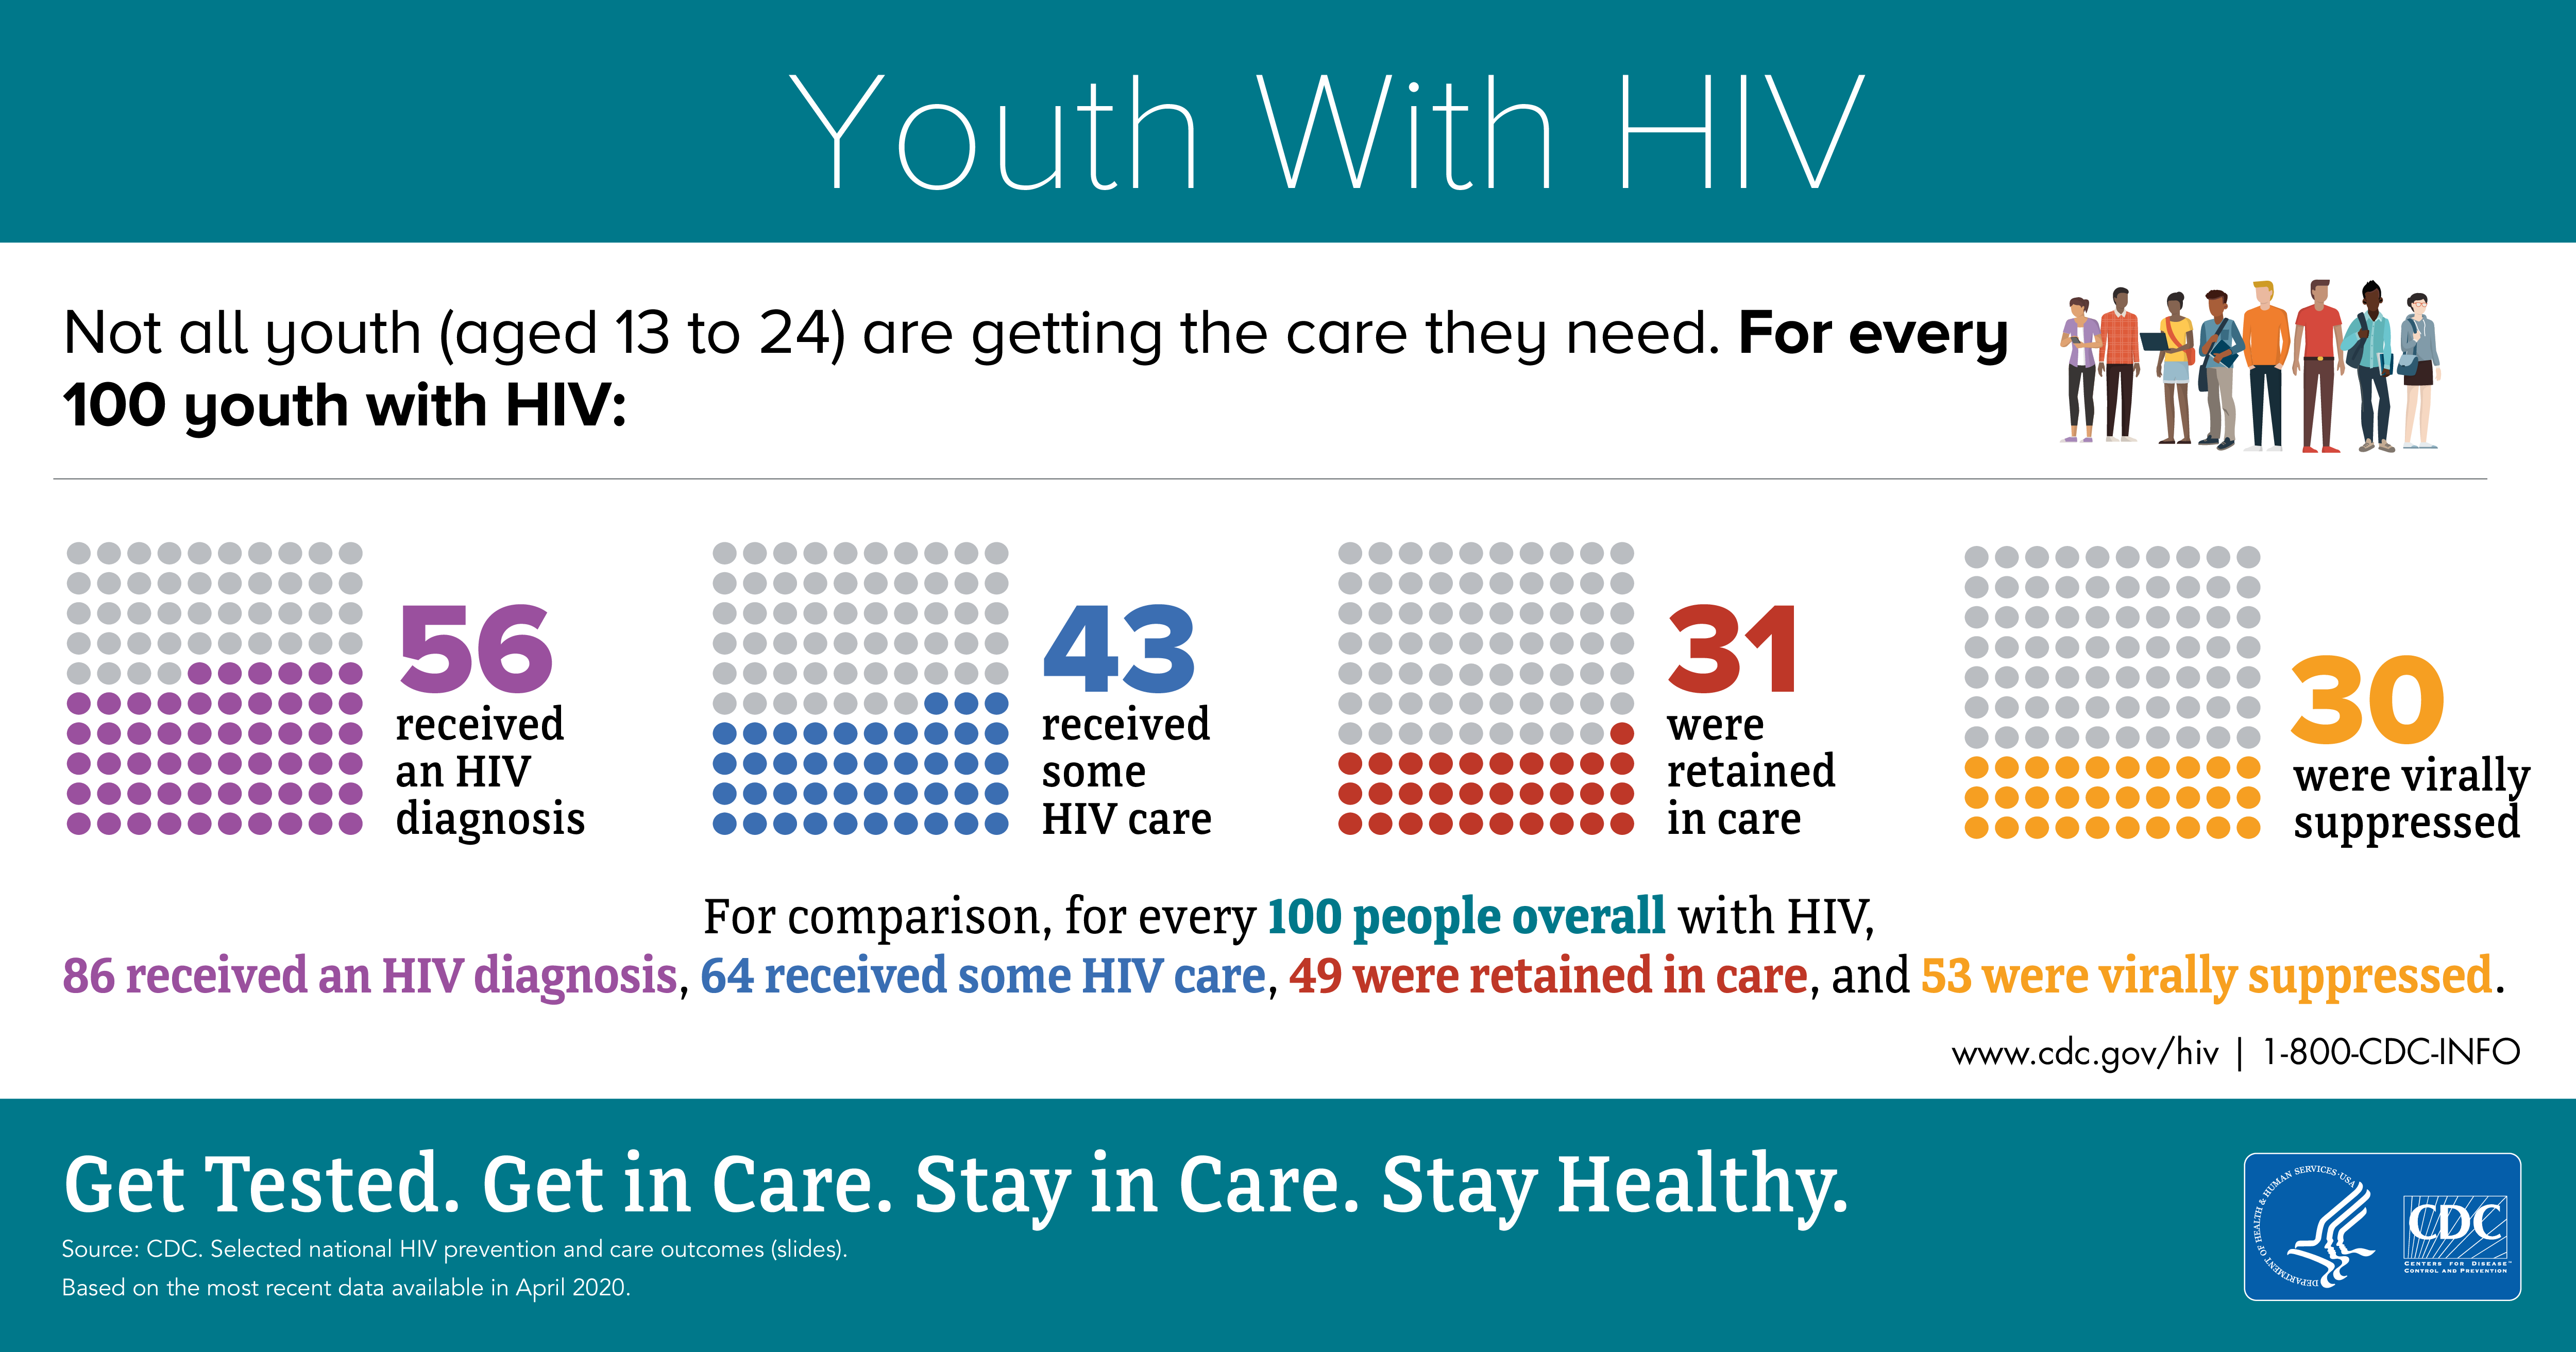 Youth With HIV
Not all youth (aged 13 to 24) are getting the care they need. For every
100 youth with HIV:
56
received
an HIV
diagnosis
43
received
some
HIV care
31
were
retained
in care
30
were virally
suppressed
For comparison, for every 100 people overall with HIV,
86 received an HIV diagnosis, 64 received some HIV care, 49 were retained in care, and 53 were virally suppressed.
www.cdc.gov/hiv | 1-800-CDC-INFO
Get Tested. Get in Care. Stay in Care. Stay Healthy.
Source: CDC. Selected national HIV prevention and care outcomes (slides).
Based on the most recent data available in April 2020.
DEPARTMENT OF HEALTH & HUMAN SERVICES·USA
CDC
CENTERS FOR DISEASE™
CONTROL AND PREVENTION